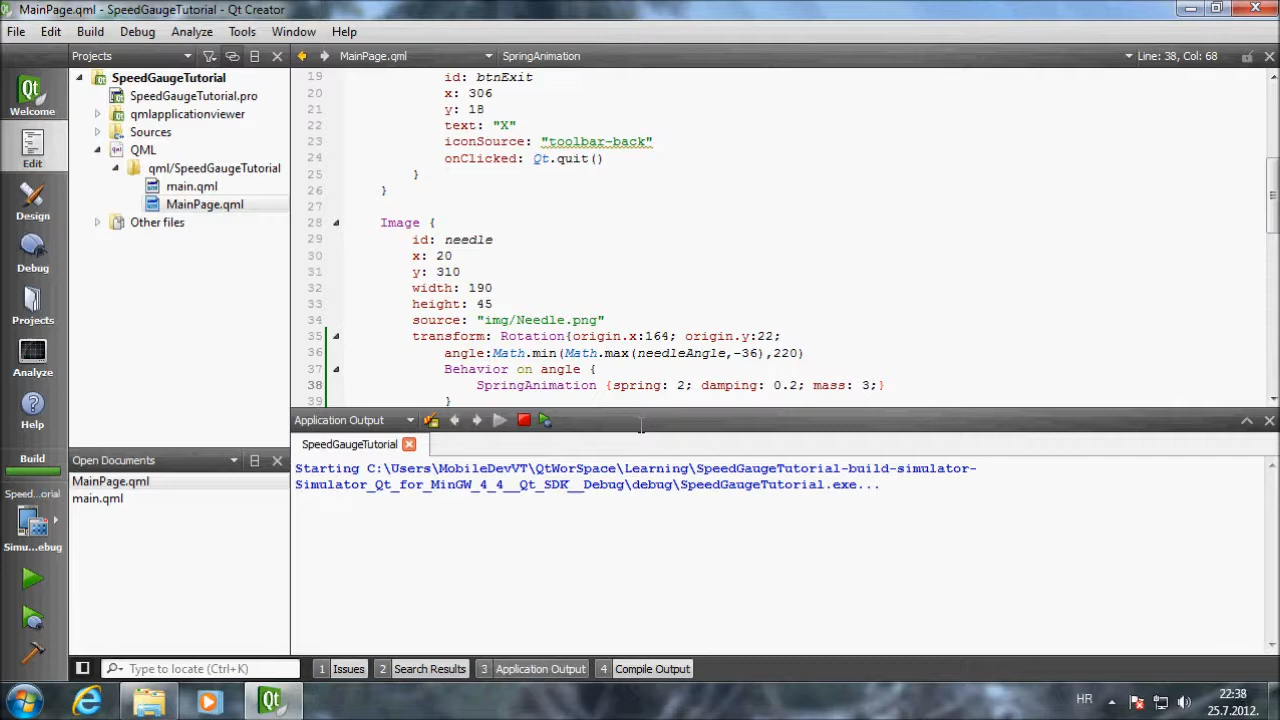 MainPage.qml - SpeedGaugeTutorial - Qt Creator
File Edit Build Debug Analyze Tools Window Help
Projects
MainPage.qml
SpringAnimation
Line: 38, Col: 68
Welcome
Edit
Design
Debug
Projects
Analyze
Help
Build
Speed...orial
Simu...ebug
SpeedGaugeTutorial
SpeedGaugeTutorial.pro
qmlapplicationviewer
Sources
QML
qml/SpeedGaugeTutorial
main.qml
MainPage.qml
Other files
Open Documents
MainPage.qml
main.qml
19 id: btnExit
20 x: 306
21 y: 18
22 text: "X"
23 iconSource: "toolbar-back"
24 onClicked: Qt.quit()
25 }
26 }
27
28 Image {
29 id: needle
30 x: 20
31 y: 310
32 width: 190
33 height: 45
34 source: "img/Needle.png"
35 transform: Rotation{origin.x:164; origin.y:22;
36 angle:Math.min(Math.max(needleAngle,-36),220)
37 Behavior on angle {
38 SpringAnimation {spring: 2; damping: 0.2; mass: 3;}
39 }
Application Output
SpeedGaugeTutorial
Starting C:\Users\MobileDevVT\QtWorSpace\Learning\SpeedGaugeTutorial-build-simulator-
Simulator_Qt_for_MinGW_4_4__Qt_SDK__Debug\debug\SpeedGaugeTutorial.exe...
Type to locate (Ctrl+K)
1 Issues
2 Search Results
3 Application Output
4 Compile Output
HR
22:38
25.7.2012.